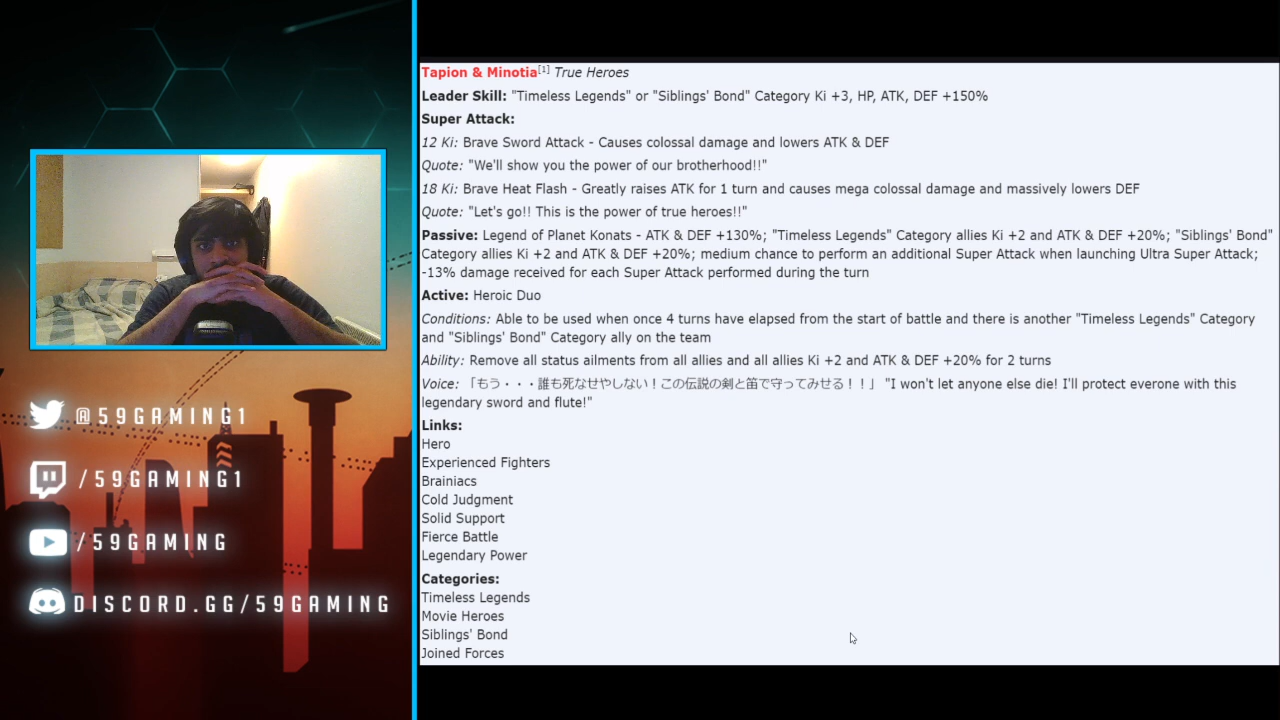 @59GAMING1
/59GAMING1
/59GAMING
DISCORD.GG/59GAMING
Tapion & Minotia[1] True Heroes
Leader Skill: "Timeless Legends" or "Siblings' Bond" Category Ki +3, HP, ATK, DEF +150%
Super Attack:
12 Ki: Brave Sword Attack - Causes colossal damage and lowers ATK & DEF
Quote: "We'll show you the power of our brotherhood!!"
18 Ki: Brave Heat Flash - Greatly raises ATK for 1 turn and causes mega colossal damage and massively lowers DEF
Quote: "Let's go!! This is the power of true heroes!!"
Passive: Legend of Planet Konats - ATK & DEF +130%; "Timeless Legends" Category allies Ki +2 and ATK & DEF +20%; "Siblings' Bond"
Category allies Ki +2 and ATK & DEF +20%; medium chance to perform an additional Super Attack when launching Ultra Super Attack;
-13% damage received for each Super Attack performed during the turn
Active: Heroic Duo
Conditions: Able to be used when once 4 turns have elapsed from the start of battle and there is another "Timeless Legends" Category
and "Siblings' Bond" Category ally on the team
Ability: Remove all status ailments from all allies and all allies Ki +2 and ATK & DEF +20% for 2 turns
Voice: 「もう・・・誰も死なせやしない！この伝説の剣と笛で守ってみせる！！」 "I won't let anyone else die! I'll protect everone with this
legendary sword and flute!"
Links:
Hero
Experienced Fighters
Brainiacs
Cold Judgment
Solid Support
Fierce Battle
Legendary Power
Categories:
Timeless Legends
Movie Heroes
Siblings' Bond
Joined Forces